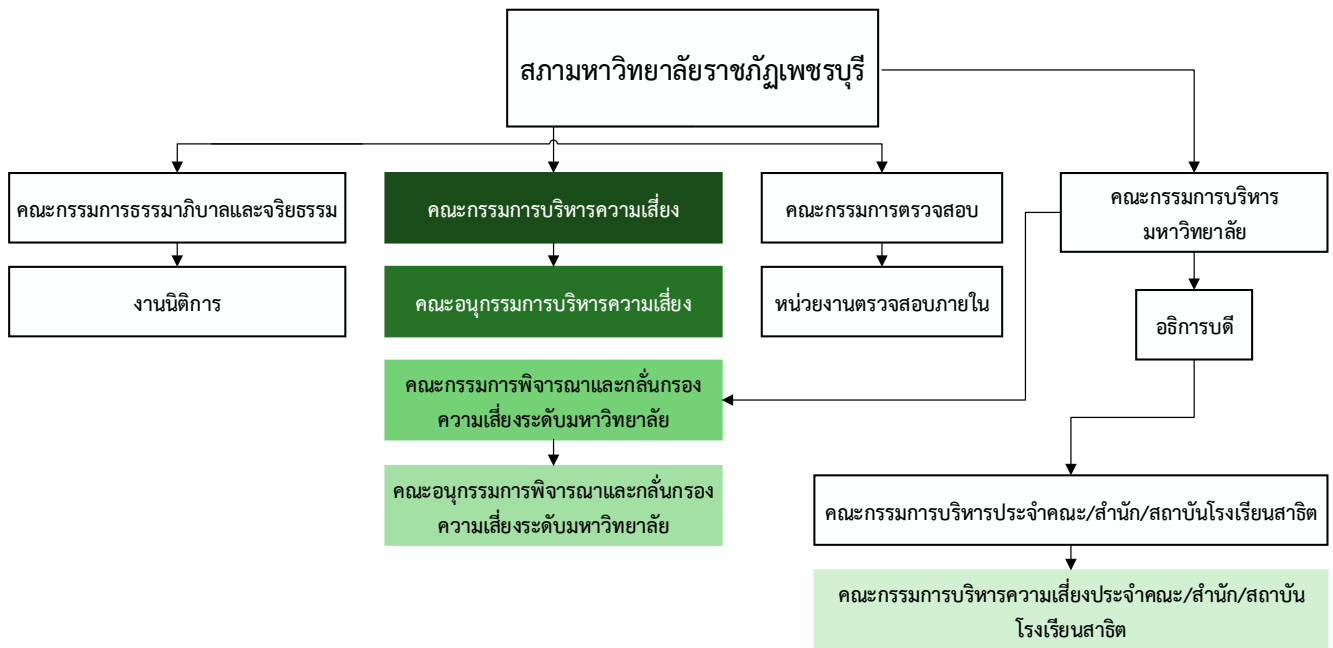 สภามหาวิทยาลัยราชภัฏเพชรบุรี
คณะกรรมการธรรมาภิบาลและจริยธรรม
คณะกรรมการบริหารความเสี่ยง
คณะกรรมการตรวจสอบ
คณะกรรมการบริหาร
มหาวิทยาลัย
งานนิติการ
คณะอนุกรรมการบริหารความเสี่ยง
หน่วยงานตรวจสอบภายใน
อธิการบดี
คณะกรรมการพิจารณาและกลั่นกรอง
ความเสี่ยงระดับมหาวิทยาลัย
คณะอนุกรรมการพิจารณาและกลั่นกรอง
ความเสี่ยงระดับมหาวิทยาลัย
คณะกรรมการบริหารประจำคณะ/สำนัก/สถาบันโรงเรียนสาธิต
คณะกรรมการบริหารความเสี่ยงประจำคณะ/สำนัก/สถาบัน
โรงเรียนสาธิต